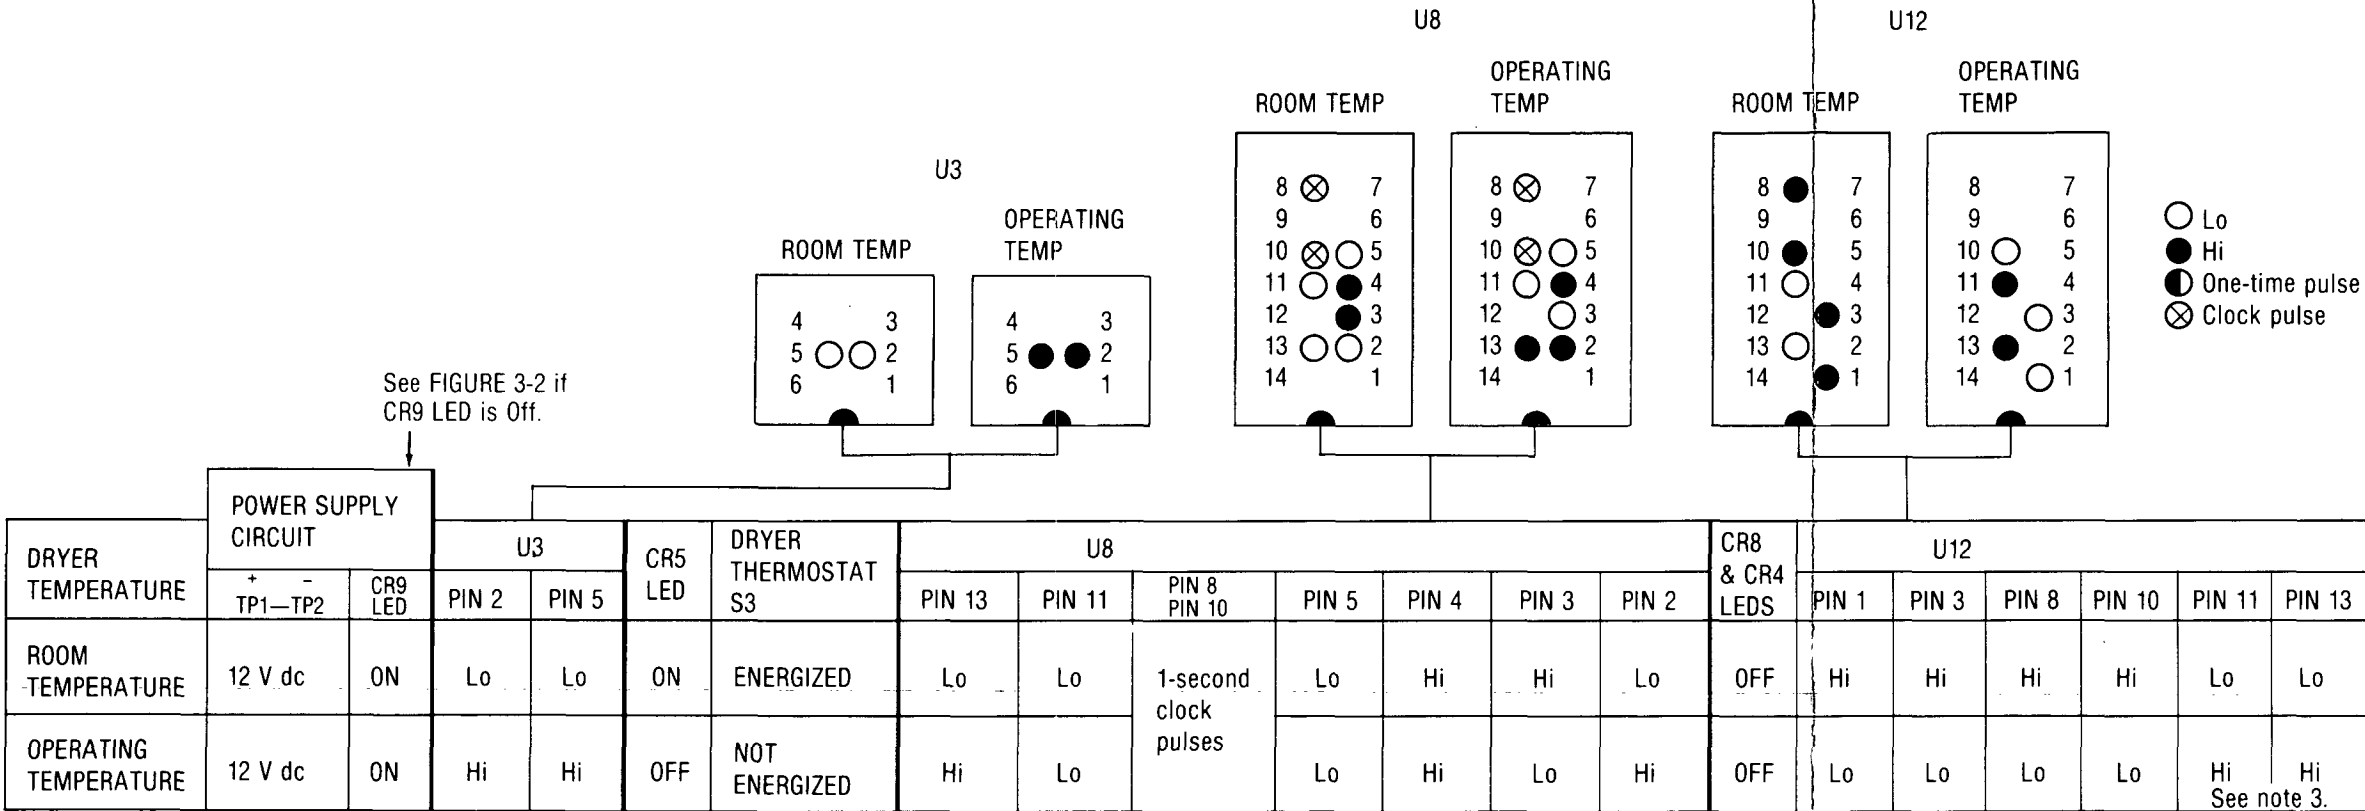 U8
U12
OPERATING
TEMP
OPERATING
TEMP
ROOM TEMP
ROOM TEMP
U3
8 7
9 6
10 5
11 4
12 3
13 2
14 1
8 7
9 6
10 5
11 4
12 3
13 2
14 1
8 7
9 6
10 5
11 4
12 3
13 2
14 1
8 7
9 6
10 5
11 4
12 3
13 2
14 1
Lo
Hi
One-time pulse
Clock pulse
ROOM TEMP
OPERATING
TEMP
4 3
5 2
6 1
4 3
5 2
6 1
See FIGURE 3-2 if
CR9 LED is Off.
DRYER
TEMPERATURE
POWER SUPPLY
CIRCUIT
+ -
TP1—TP2
CR9
LED
U3
PIN 2 PIN 5
CR5
LED
DRYER
THERMOSTAT
S3
U8
PIN 13 PIN 11
PIN 8
PIN 10
PIN 5 PIN 4 PIN 3 PIN 2
CR8
& CR4
LEDS
U12
PIN 1 PIN 3 PIN 8 PIN 10 PIN 11 PIN 13
ROOM
TEMPERATURE
12 V dc ON Lo Lo ON ENERGIZED Lo Lo
1-second
clock
pulses
Lo Hi Hi Lo OFF Hi Hi Hi Hi Lo Lo
OPERATING
TEMPERATURE
12 V dc ON Hi Hi OFF
NOT
ENERGIZED
Hi Lo Lo Hi Lo Hi OFF Lo Lo Lo Lo Hi Hi
See note 3.